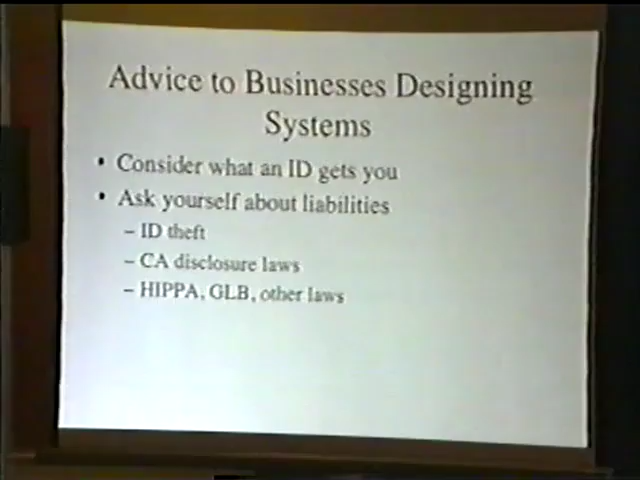 Advice to Businesses Designing
Systems
• Consider what an ID gets you
• Ask yourself about liabilities
– ID theft
– CA disclosure laws
– HIPPA, GLB, other laws